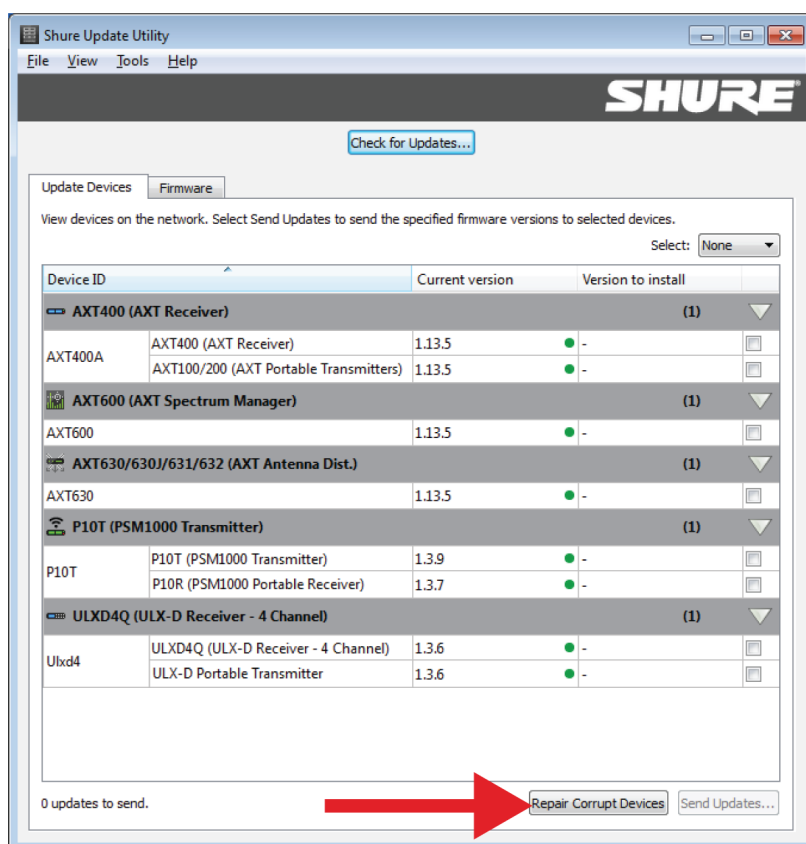 Shure Update Utility
File View Tools Help
SHURE
Check for Updates...
Update Devices Firmware
View devices on the network. Select Send Updates to send the specified firmware versions to selected devices.
Select: None
Device ID Current version Version to install
AXT400 (AXT Receiver) (1)
AXT400A
AXT400 (AXT Receiver) 1.13.5 -
AXT100/200 (AXT Portable Transmitters) 1.13.5 -
AXT600 (AXT Spectrum Manager) (1)
AXT600 1.13.5 -
AXT630/630J/631/632 (AXT Antenna Dist.) (1)
AXT630 1.13.5 -
P10T (PSM1000 Transmitter) (1)
P10T
P10T (PSM1000 Transmitter) 1.3.9 -
P10R (PSM1000 Portable Receiver) 1.3.7 -
ULXD4Q (ULX-D Receiver - 4 Channel) (1)
Ulxd4
ULXD4Q (ULX-D Receiver - 4 Channel) 1.3.6 -
ULX-D Portable Transmitter 1.3.6 -
0 updates to send. Repair Corrupt Devices Send Updates...